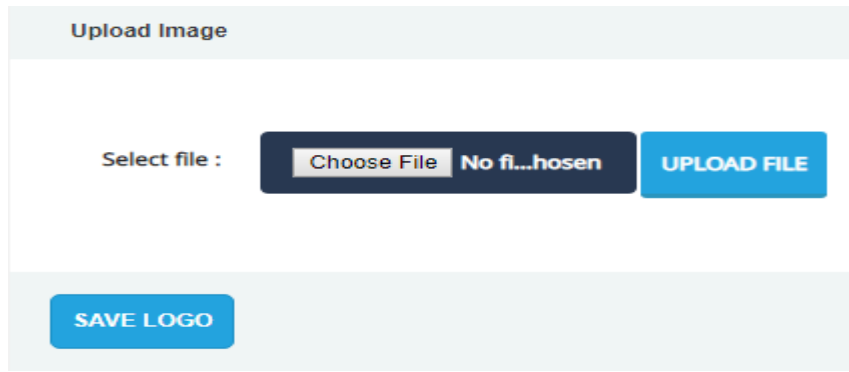 Upload Image
Select file : Choose File No fi...hosen UPLOAD FILE
SAVE LOGO